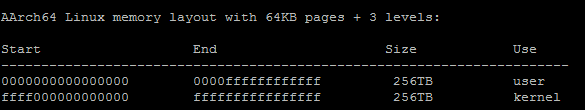 AArch64 Linux memory layout with 64KB pages + 3 levels:
Start End Size Use
-----------------------------------------------------------------------
0000000000000000 0000ffffffffffff 256TB user
ffff000000000000 ffffffffffffffff 256TB kernel